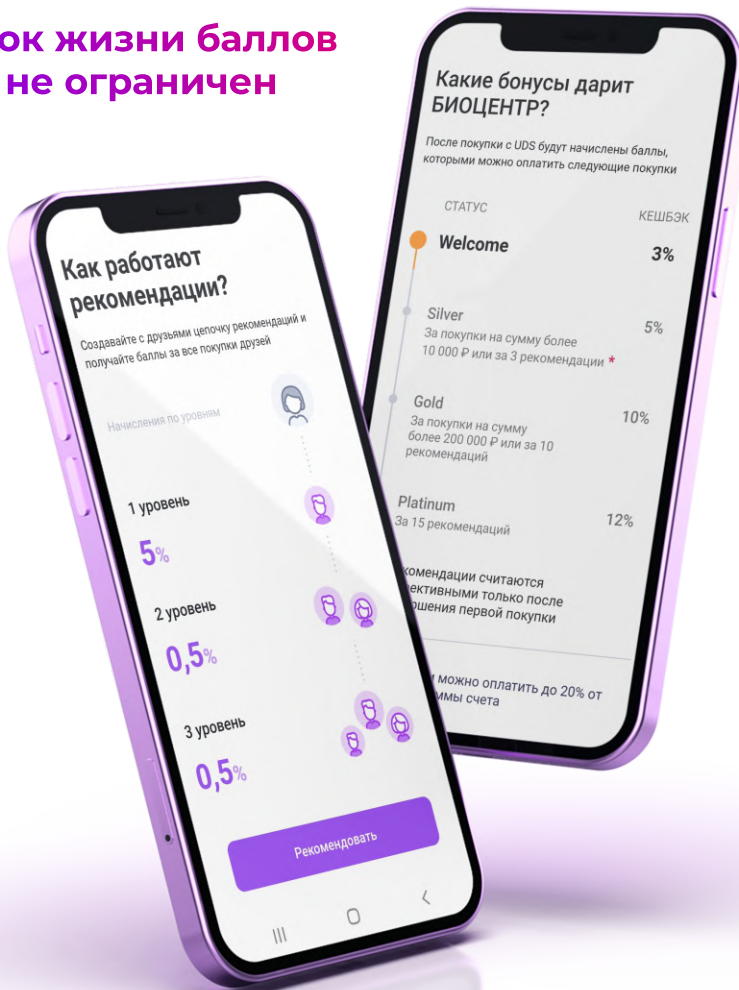 ок жизни баллов
не ограничен
Как работают
рекомендации?
Создавайте с друзьями цепочку рекомендаций и
получайте баллы за все покупки друзей
Начисления по уровням
1 уровень
5%
2 уровень
0,5%
3 уровень
0,5%
Рекомендовать
Какие бонусы дарит
БИОЦЕНТР?
После покупки с UDS будут начислены баллы,
которыми можно оплатить следующие покупки
СТАТУС КЕШБЭК
Welcome 3%
Silver 5%
За покупки на сумму более
10 000 ₽ или за 3 рекомендации *
Gold 10%
За покупки на сумму
более 200 000 ₽ или за 10
рекомендаций
Platinum 12%
За 15 рекомендаций
комендации считаются
ективными только после
ршения первой покупки
можно оплатить до 20% от
ммы счета